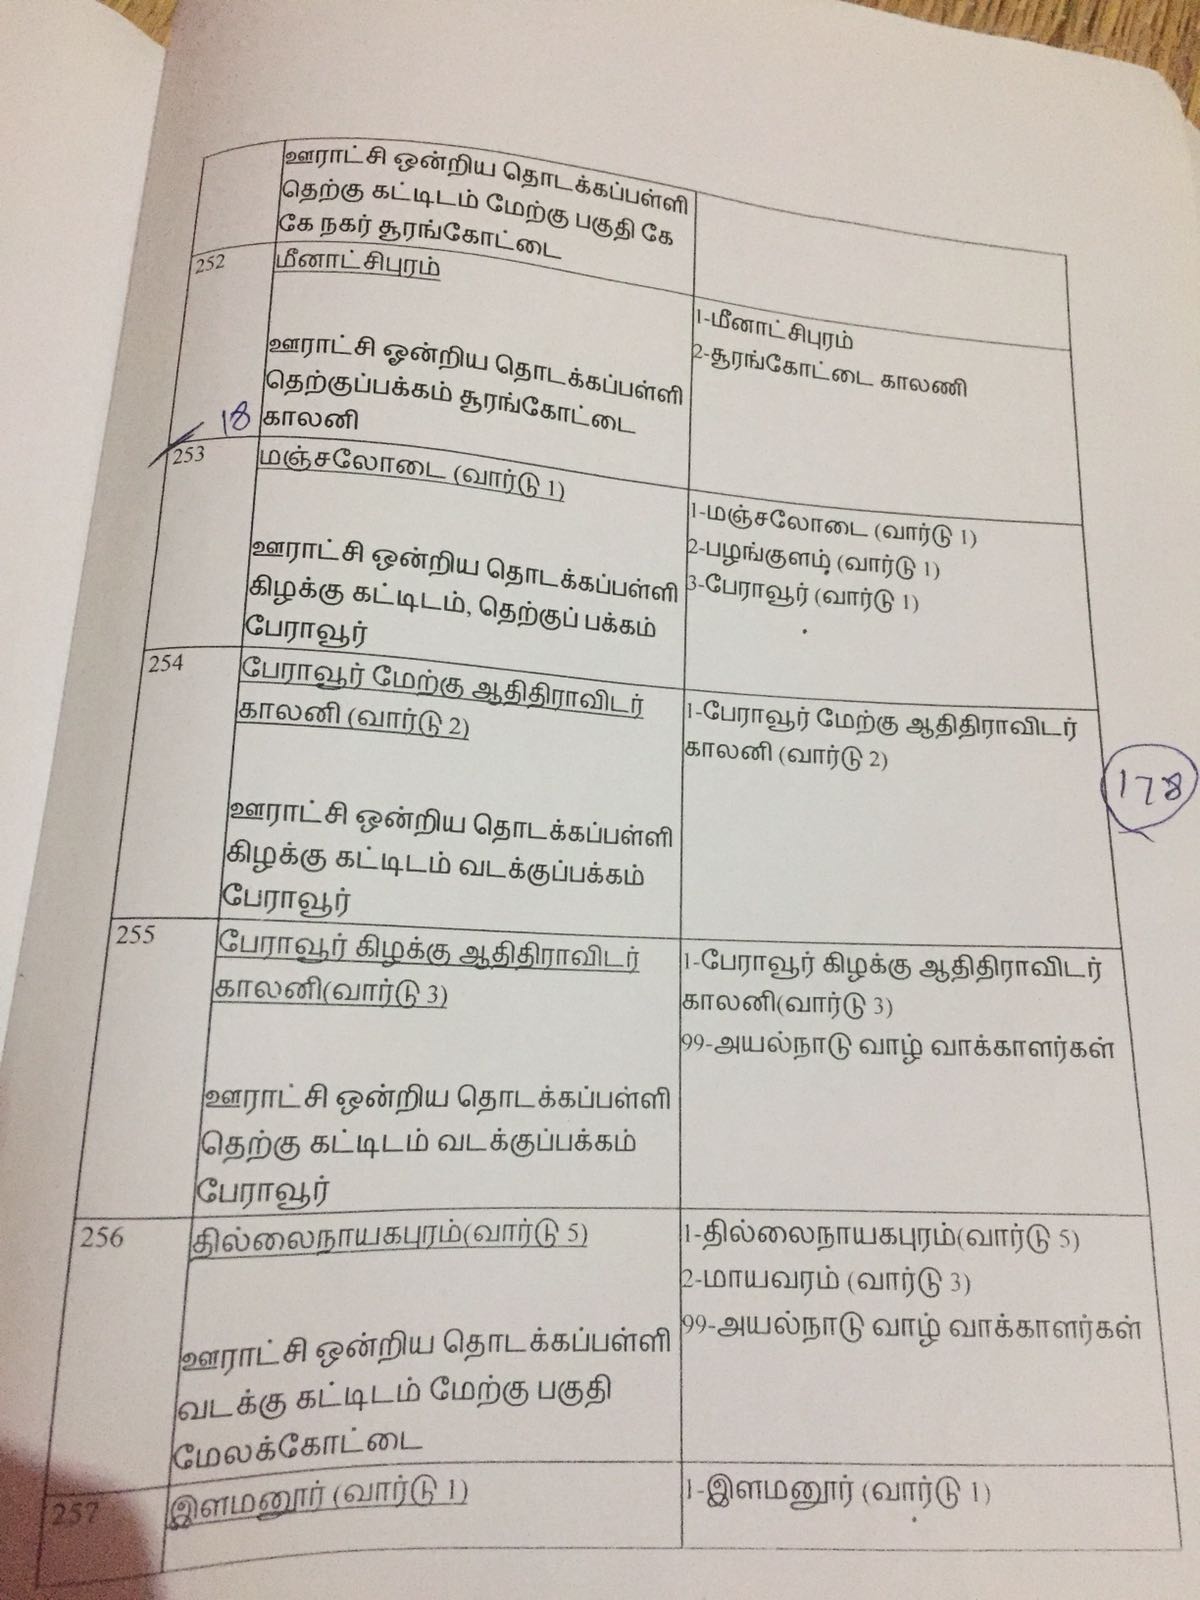 ஊராட்சி ஒன்றிய தொடக்கப்பள்ளி
தெற்கு கட்டிடம் மேற்கு பகுதி கே
கே நகர் சூரங்கோட்டை
252
மீனாட்சிபுரம்
ஊராட்சி ஓன்றிய தொடக்கப்பள்ளி
தெற்குப்பக்கம் சூரங்கோட்டை
காலனி
1-மீனாட்சிபுரம்
2-சூரங்கோட்டை காலணி
18
253
மஞ்சலோடை (வார்டு 1)
ஊராட்சி ஒன்றிய தொடக்கப்பள்ளி
கிழக்கு கட்டிடம், தெற்குப் பக்கம்
பேராவூர்
1-மஞ்சலோடை (வார்டு 1)
2-பழங்குளம் (வார்டு 1)
3-பேராவூர் (வார்டு 1)
254
பேராவூர் மேற்கு ஆதிதிராவிடர்
காலனி (வார்டு 2)
ஊராட்சி ஒன்றிய தொடக்கப்பள்ளி
கிழக்கு கட்டிடம் வடக்குப்பக்கம்
பேராவூர்
1-பேராவூர் மேற்கு ஆதிதிராவிடர்
காலனி (வார்டு 2)
178
255
பேராவூர் கிழக்கு ஆதிதிராவிடர்
காலனி(வார்டு 3)
ஊராட்சி ஒன்றிய தொடக்கப்பள்ளி
தெற்கு கட்டிடம் வடக்குப்பக்கம்
பேராவூர்
1-பேராவூர் கிழக்கு ஆதிதிராவிடர்
காலனி(வார்டு 3)
99-அயல்நாடு வாழ் வாக்காளர்கள்
256
தில்லைநாயகபுரம்(வார்டு 5)
ஊராட்சி ஒன்றிய தொடக்கப்பள்ளி
வடக்கு கட்டிடம் மேற்கு பகுதி
மேலக்கோட்டை
1-தில்லைநாயகபுரம்(வார்டு 5)
2-மாயவரம் (வார்டு 3)
99-அயல்நாடு வாழ் வாக்காளர்கள்
257
இளமனூர் (வார்டு 1)
1-இளமனூர் (வார்டு 1)